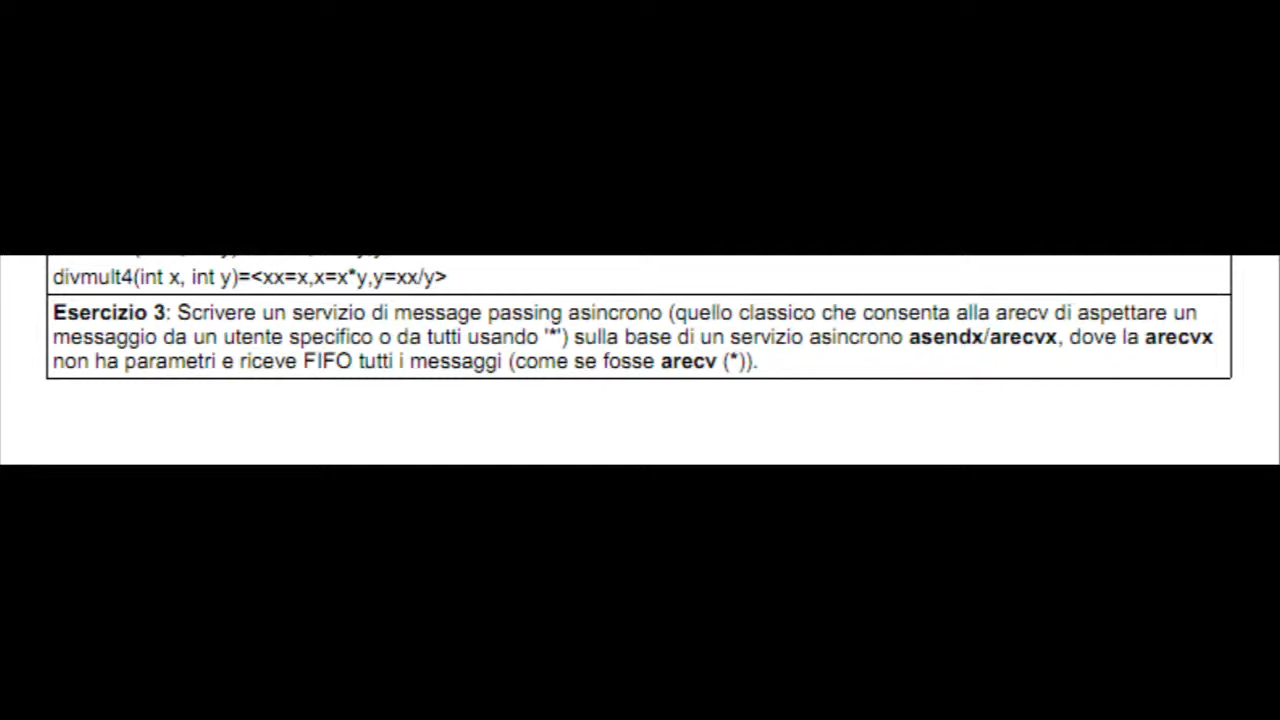 divmult4(int x, int y)=<xx=x,x=x*y,y=xx/y>
Esercizio 3: Scrivere un servizio di message passing asincrono (quello classico che consenta alla arecv di aspettare un
messaggio da un utente specifico o da tutti usando '*') sulla base di un servizio asincrono asendx/arecvx, dove la arecvx
non ha parametri e riceve FIFO tutti i messaggi (come se fosse arecv (*)).